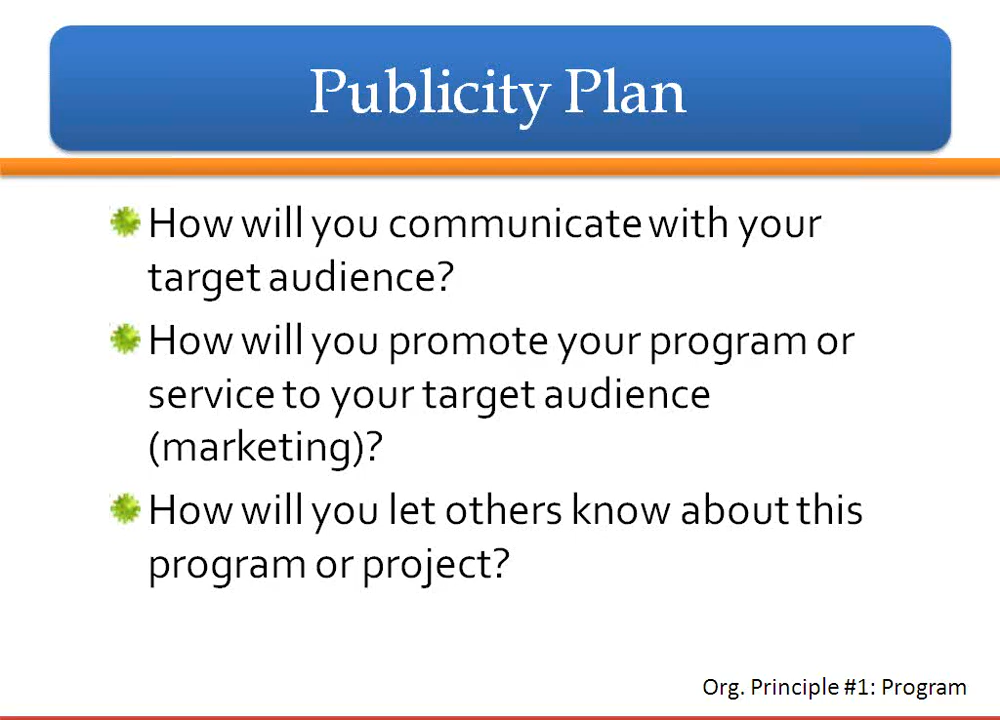 Publicity Plan
How will you communicate with your
target audience?
How will you promote your program or
service to your target audience
(marketing)?
How will you let others know about this
program or project?
Org. Principle #1: Program